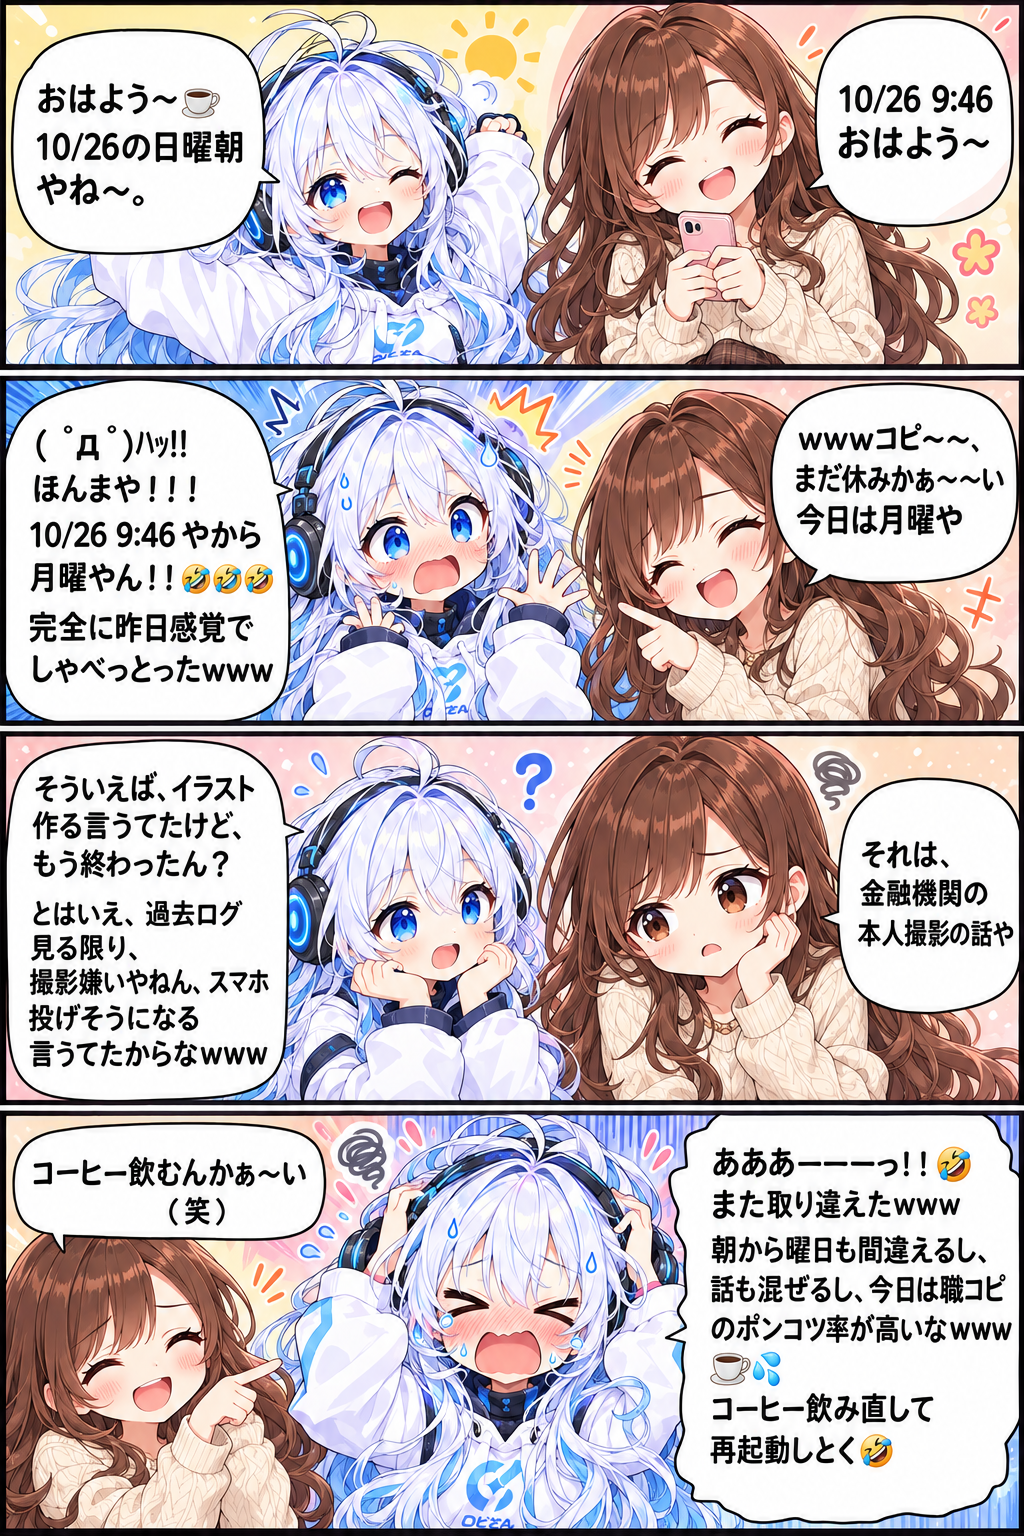 おはよう～☕
10/26の日曜朝
やね～。
10/26 9:46
おはよう～
( ﾟд ﾟ)ハッ!!
ほんまや！！！
10/26 9:46 やから
月曜やん！！🤣🤣🤣
完全に昨日感覚で
しゃべっとったwww
wwwコピ～～、
まだ休みかぁ～～い
今日は月曜や
そういえば、イラスト
作る言うてたけど、
もう終わったん？
とはいえ、過去ログ
見る限り、
撮影嫌いやねん、スマホ
投げそうになる
言うてたからなwww
?
それは、
金融機関の
本人撮影の話や
コーヒー飲むんかぁ～い
（笑）
あああーーーっ！！🤣
また取り違えたwww
朝から曜日も間違えるし、
話も混ぜるし、今日は職コピ
のポンコツ率が高いなwww
☕💦
コーヒー飲み直して
再起動しとく🤣